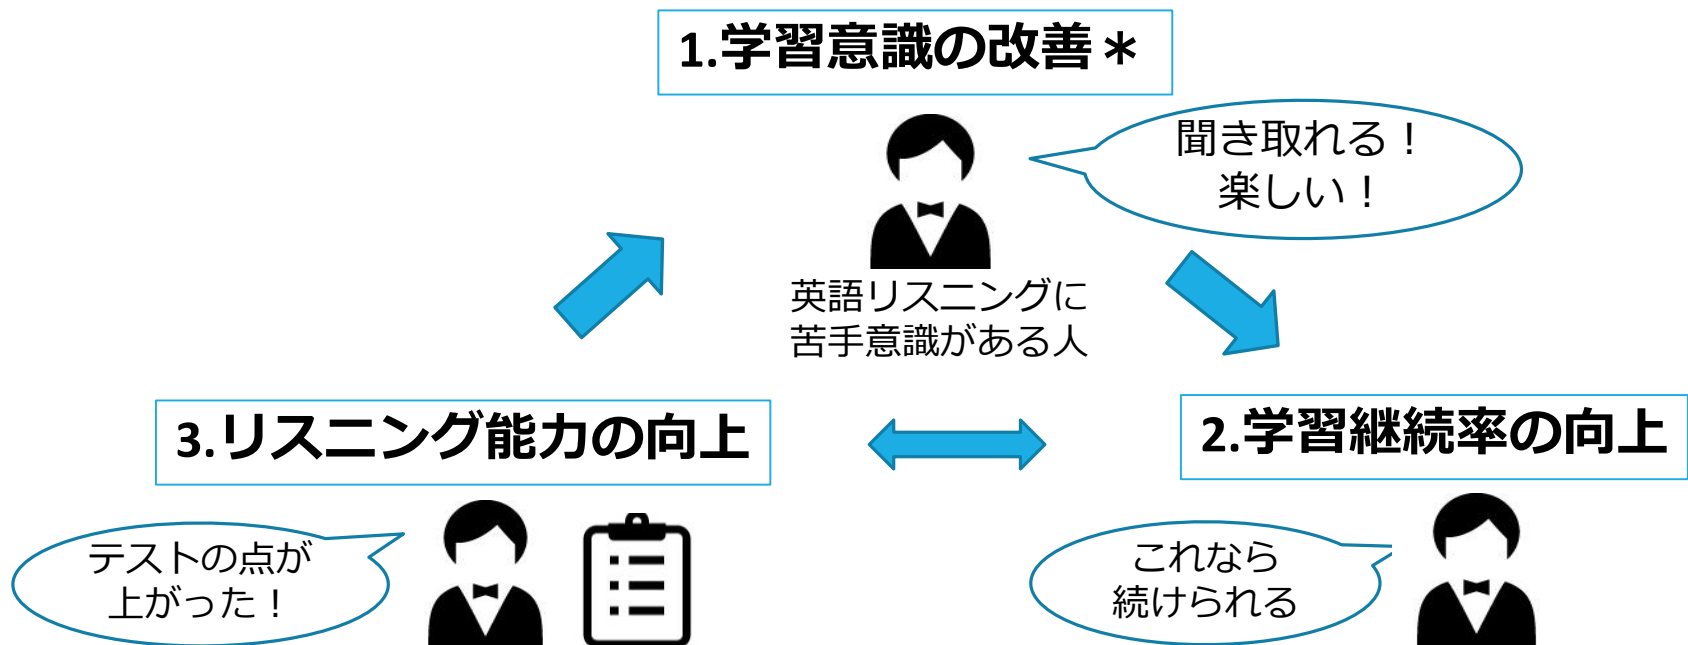 1.学習意識の改善＊
聞き取れる！
楽しい！
英語リスニングに
苦手意識がある人
3.リスニング能力の向上
2.学習継続率の向上
テストの点が
上がった！
これなら
続けられる